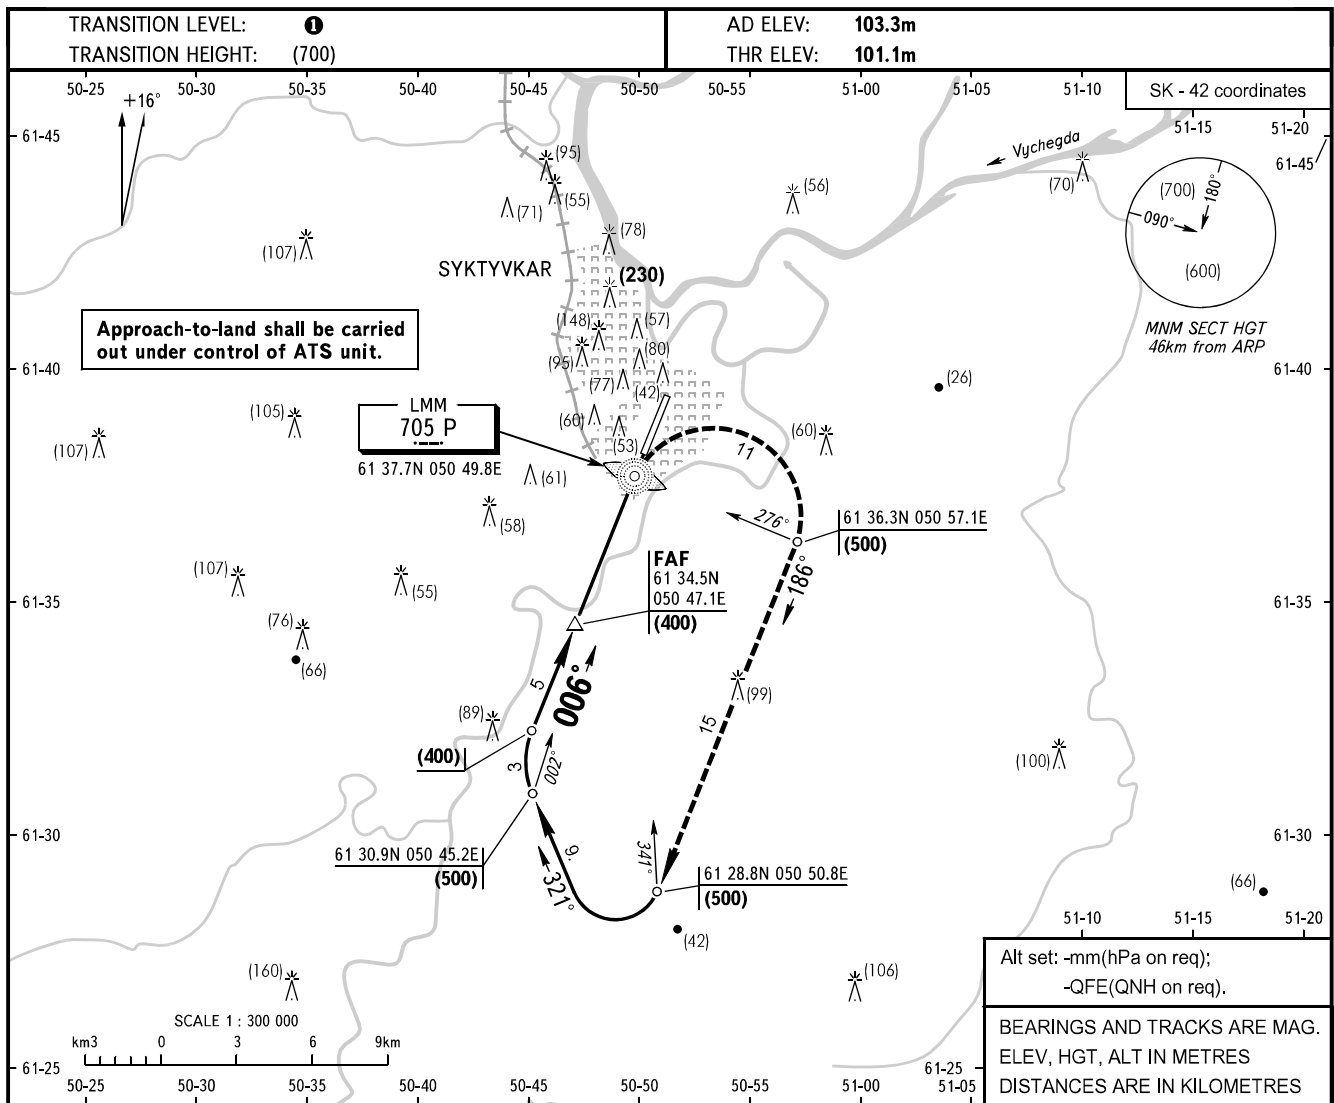 TRANSITION LEVEL: ❶
TRANSITION HEIGHT: (700)
AD ELEV: 103.3m
THR ELEV: 101.1m
50-25 50-30 50-35 50-40 50-45 50-50 50-55 51-00 51-05 51-10
SK - 42 coordinates
51-15 51-20
+16°
61-45
61-45
Vychegda
(95)
(55)
(71)
(56)
(70)
(78)
(107)
SYKTYVKAR
(230)
(700)
180°
090°
(600)
MNM SECT HGT
46km from ARP
Approach-to-land shall be carried
out under control of ATS unit.
(148)
(57)
(95)
(80)
(77)
(42)
61-40
61-40
(26)
LMM
705 P
61 37.7N 050 49.8E
(105)
(107)
(60)
(53)
(60)
11
(61)
(58)
276°
61 36.3N 050 57.1E
(500)
186°
FAF
61 34.5N
050 47.1E
(400)
(107)
(55)
61-35
61-35
(76)
(66)
5
006°
(99)
15
(89)
(400)
3
002°
(100)
61-30
61-30
61 30.9N 050 45.2E
(500)
9.
321°
341°
61 28.8N 050 50.8E
(500)
(66)
(42)
51-10 51-15 51-20
(160)
(106)
SCALE 1 : 300 000
km3 0 3 6 9km
Alt set: -mm(hPa on req);
-QFE(QNH on req).
BEARINGS AND TRACKS ARE MAG.
ELEV, HGT, ALT IN METRES
DISTANCES ARE IN KILOMETRES
61-25
61-25
50-25 50-30 50-35 50-40 50-45 50-50 50-55 51-00 51-05